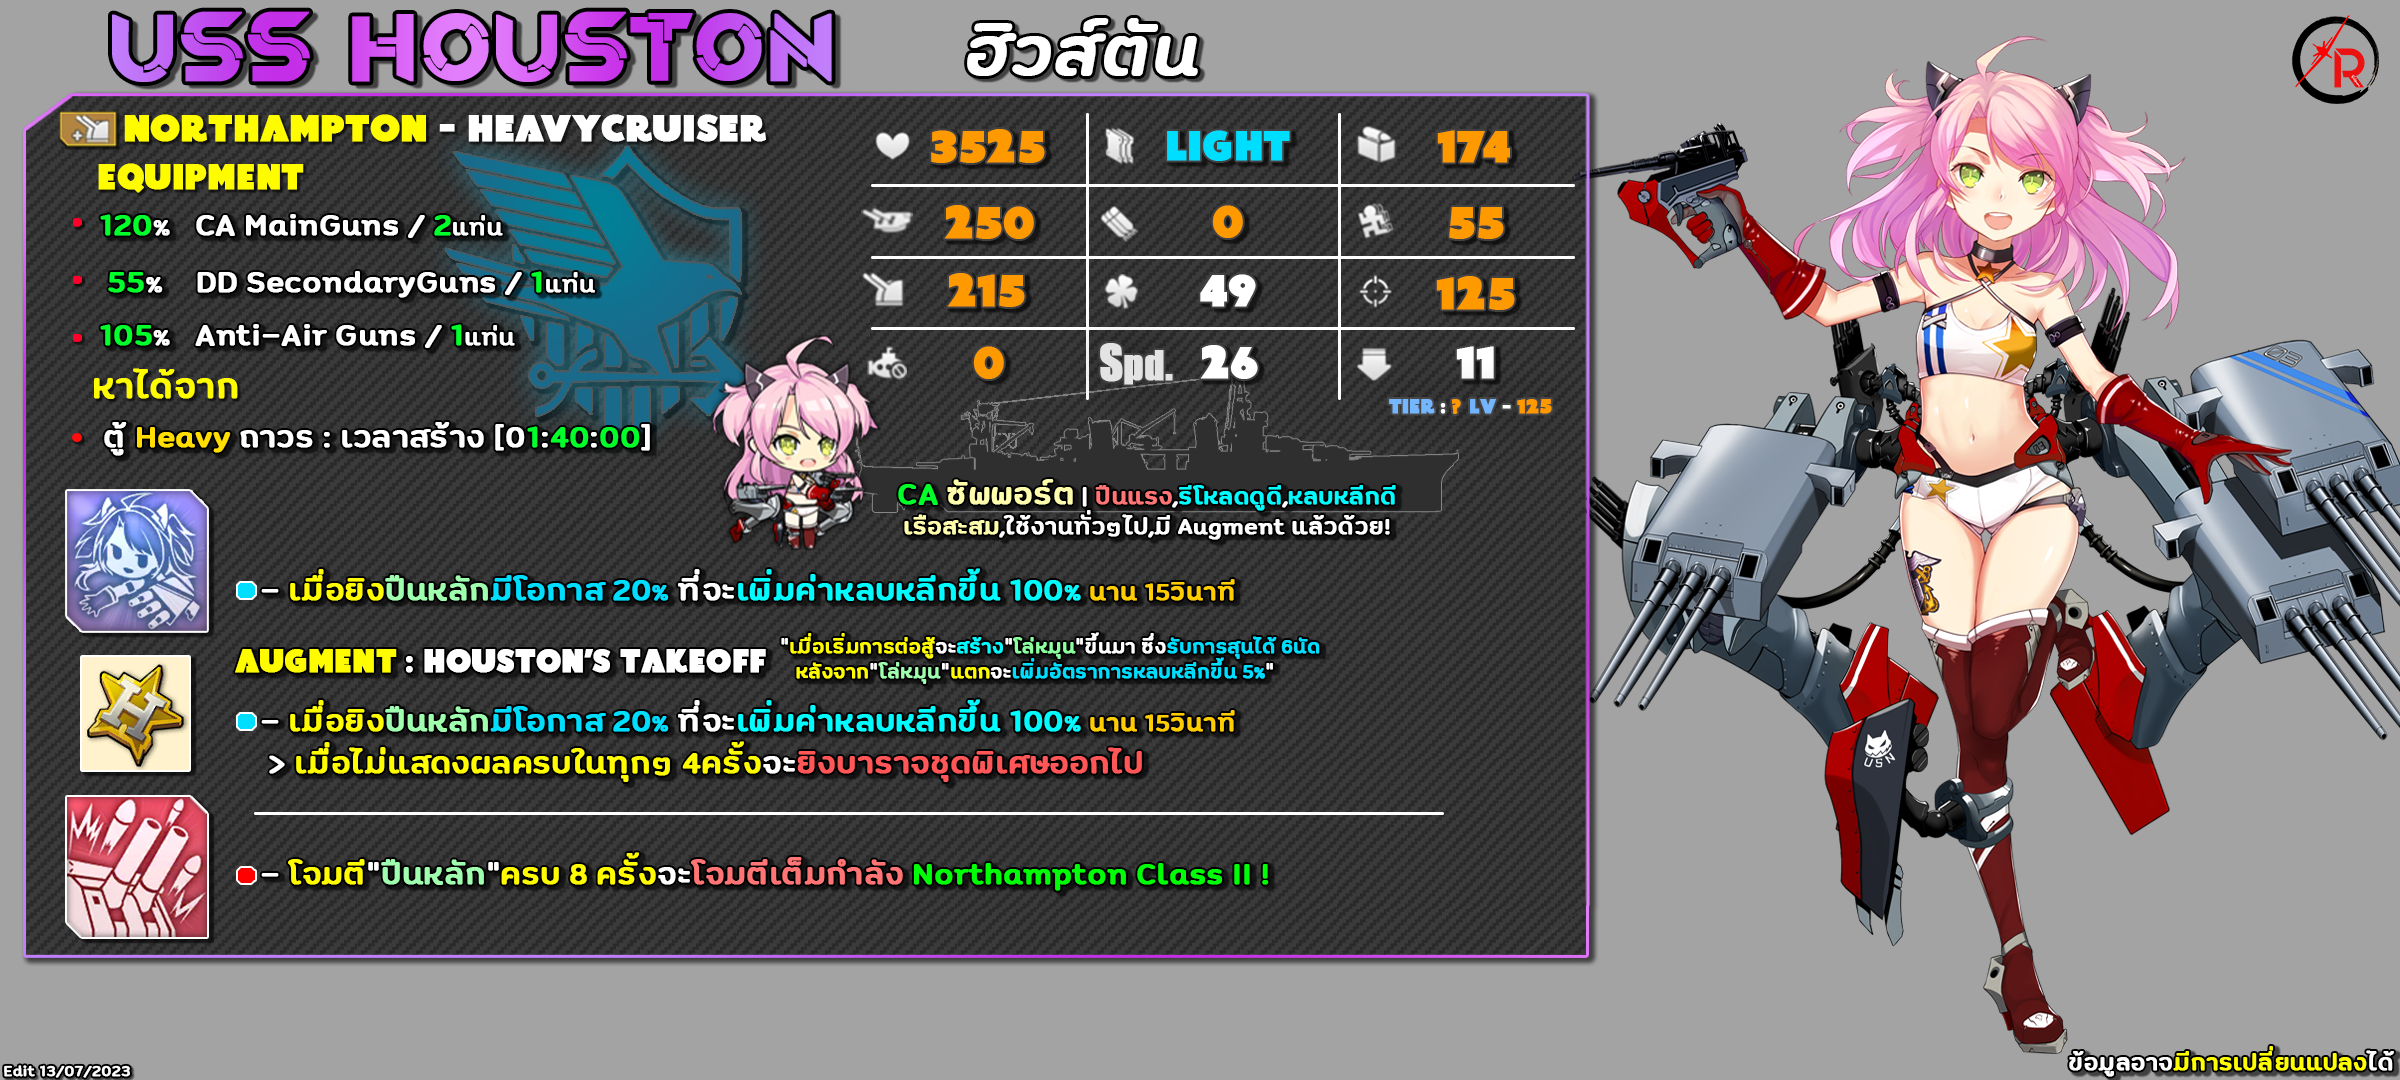 USS HOUSTON
ฮิวส์ตัน
R
NORTHAMPTON - HEAVYCRUISER
EQUIPMENT
120% CA MainGuns / 2แท่น
55% DD SecondaryGuns / 1แท่น
105% Anti-Air Guns / 1แท่น
หาได้จาก
ตู้ Heavy ถาวร : เวลาสร้าง [01:40:00]
3525 LIGHT 174
250 0 55
215 49 125
0 Spd. 26 11
TIER : ? LV - 125
CA ซัพพอร์ต | ปืนแรง,รีโหลดดูดี,หลบหลีกดี
เรือสะสม,ใช้งานทั่วๆไป,มี Augment แล้วด้วย!
- เมื่อยิงปืนหลักมีโอกาส 20% ที่จะเพิ่มค่าหลบหลีกขึ้น 100% นาน 15วินาที
AUGMENT : HOUSTON'S TAKEOFF
"เมื่อเริ่มการต่อสู้จะสร้าง"โล่หมุน"ขึ้นมา ซึ่งรับการสุนได้ 6นัด
หลังจาก"โล่หมุน"แตกจะเพิ่มอัตราการหลบหลีกขึ้น 5%"
- เมื่อยิงปืนหลักมีโอกาส 20% ที่จะเพิ่มค่าหลบหลีกขึ้น 100% นาน 15วินาที
> เมื่อไม่แสดงผลครบในทุกๆ 4ครั้งจะยิงบาราจชุดพิเศษออกไป
- โจมตี"ปืนหลัก"ครบ 8 ครั้งจะโจมตีเต็มกำลัง Northampton Class II !
03
USN
Edit 13/07/2023
ข้อมูลอาจมีการเปลี่ยนแปลงได้